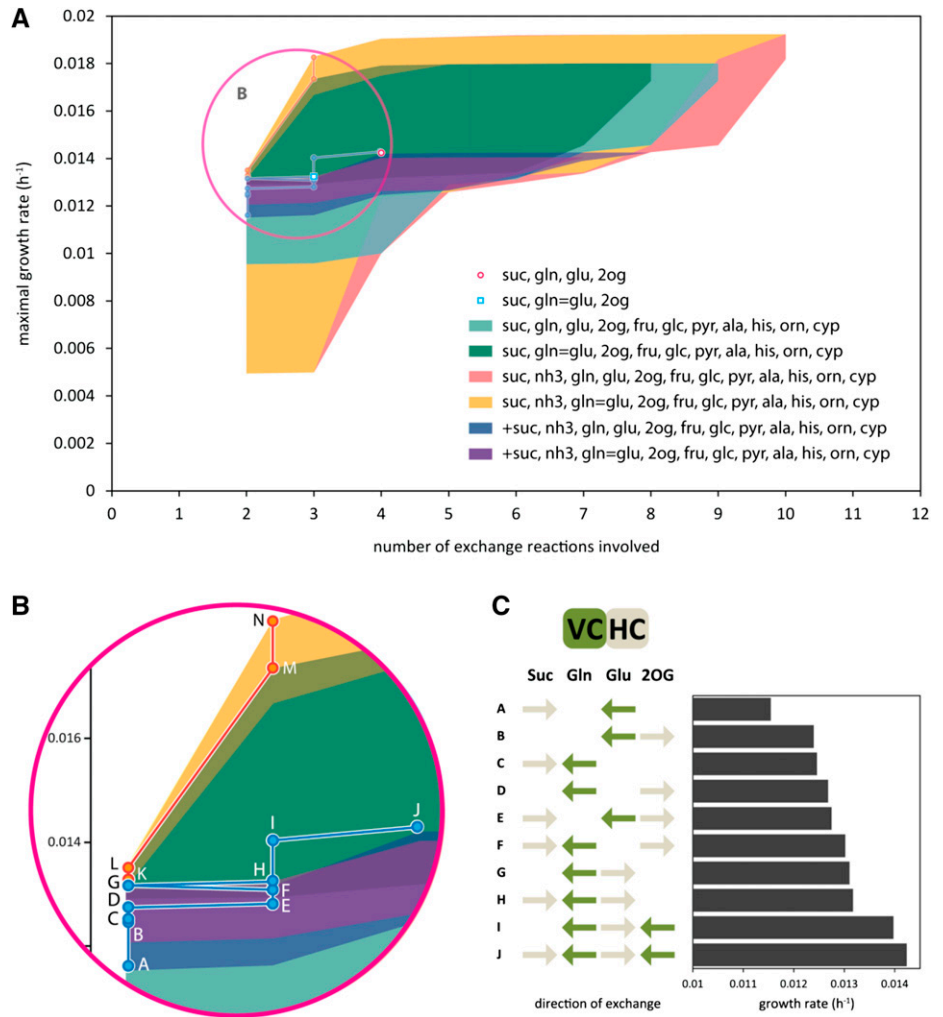 A
0.02
0.018
0.016
0.014
0.012
0.01
0.008
0.006
0.004
0.002
0
maximal growth rate (h⁻¹)
B
suc, gln, glu, 2og
suc, gln=glu, 2og
suc, gln, glu, 2og, fru, glc, pyr, ala, his, orn, cyp
suc, gln=glu, 2og, fru, glc, pyr, ala, his, orn, cyp
suc, nh3, gln, glu, 2og, fru, glc, pyr, ala, his, orn, cyp
suc, nh3, gln=glu, 2og, fru, glc, pyr, ala, his, orn, cyp
+suc, nh3, gln, glu, 2og, fru, glc, pyr, ala, his, orn, cyp
+suc, nh3, gln=glu, 2og, fru, glc, pyr, ala, his, orn, cyp
0 1 2 3 4 5 6 7 8 9 10 11 12
number of exchange reactions involved
B
N
M
0.016
J
I
0.014
L
K
H
G
F
D
E
C
B
A
C
VC HC
Suc Gln Glu 2OG
A
B
C
D
E
F
G
H
I
J
0.01 0.011 0.012 0.013 0.014
direction of exchange
growth rate (h⁻¹)